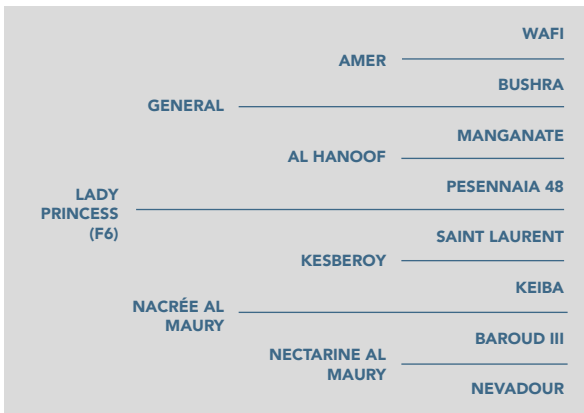 WAFI
AMER
BUSHRA
GENERAL
MANGANATE
AL HANOOF
PESENNAIA 48
LADY
PRINCESS
(F6)
SAINT LAURENT
KESBEROY
KEIBA
NACRÉE AL
MAURY
BAROUD III
NECTARINE AL
MAURY
NEVADOUR